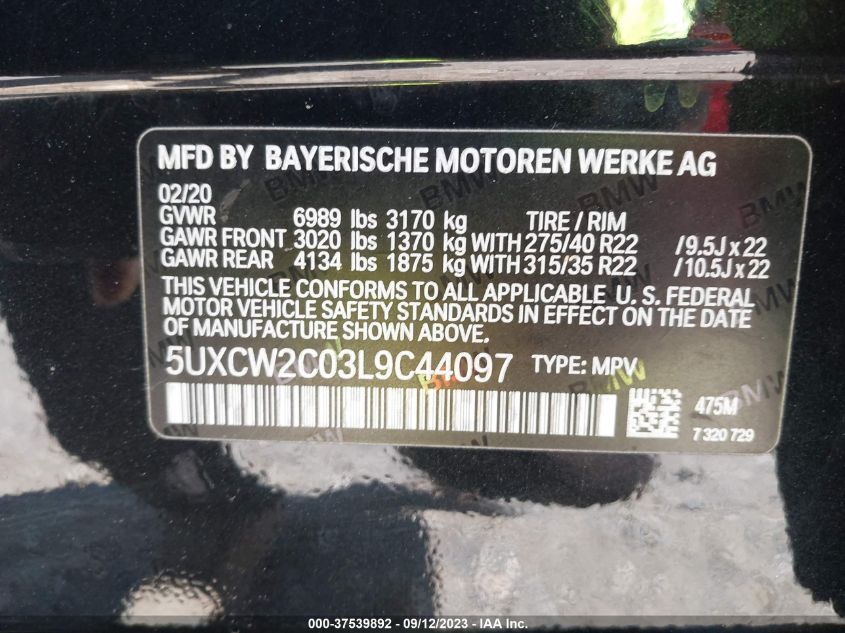 MFD BY BAYERISCHE MOTOREN WERKE AG
02/20
GVWR 6989 lbs 3170 kg TIRE / RIM
GAWR FRONT 3020 lbs 1370 kg WITH 275/40 R22 /9.5J x 22
GAWR REAR 4134 lbs 1875 kg WITH 315/35 R22 /10.5J x 22
THIS VEHICLE CONFORMS TO ALL APPLICABLE U. S. FEDERAL
MOTOR VEHICLE SAFETY STANDARDS IN EFFECT ON THE DATE
OF MANUFACTURE SHOWN ABOVE.
5UXCW2C03L9C44097 TYPE: MPV
475M
7 320 729
000-37539892 - 09/12/2023 - IAA Inc.